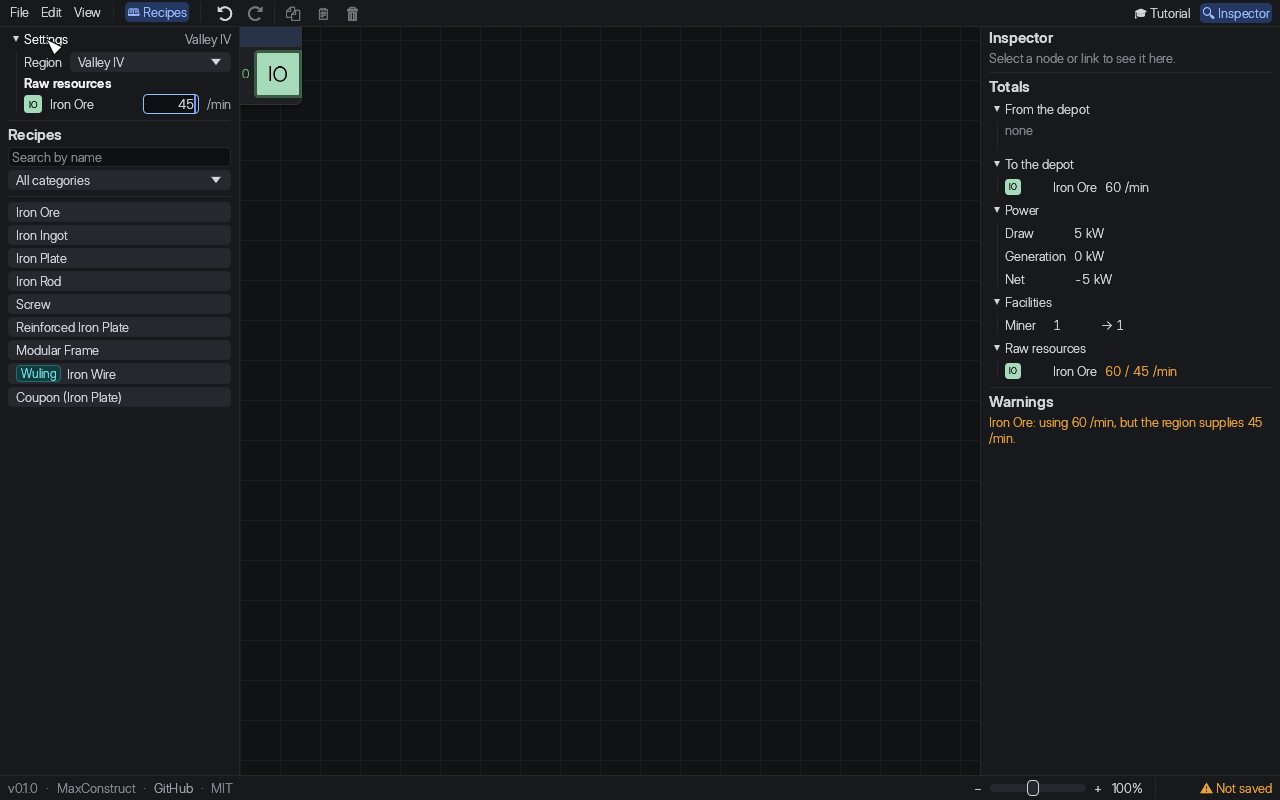 File Edit View Recipes Tutorial Inspector
Settings Valley IV
Region Valley IV
Raw resources
IO Iron Ore 45 /min
Recipes
Search by name
All categories
Iron Ore
Iron Ingot
Iron Plate
Iron Rod
Screw
Reinforced Iron Plate
Modular Frame
Wuling Iron Wire
Coupon (Iron Plate)
0 IO
Inspector
Select a node or link to see it here.
Totals
From the depot
none
To the depot
IO Iron Ore 60 /min
Power
Draw 5 kW
Generation 0 kW
Net -5 kW
Facilities
Miner 1 → 1
Raw resources
IO Iron Ore 60 / 45 /min
Warnings
Iron Ore: using 60 /min, but the region supplies 45
/min.
v0.1.0 · MaxConstruct · GitHub · MIT − + 100% Not saved